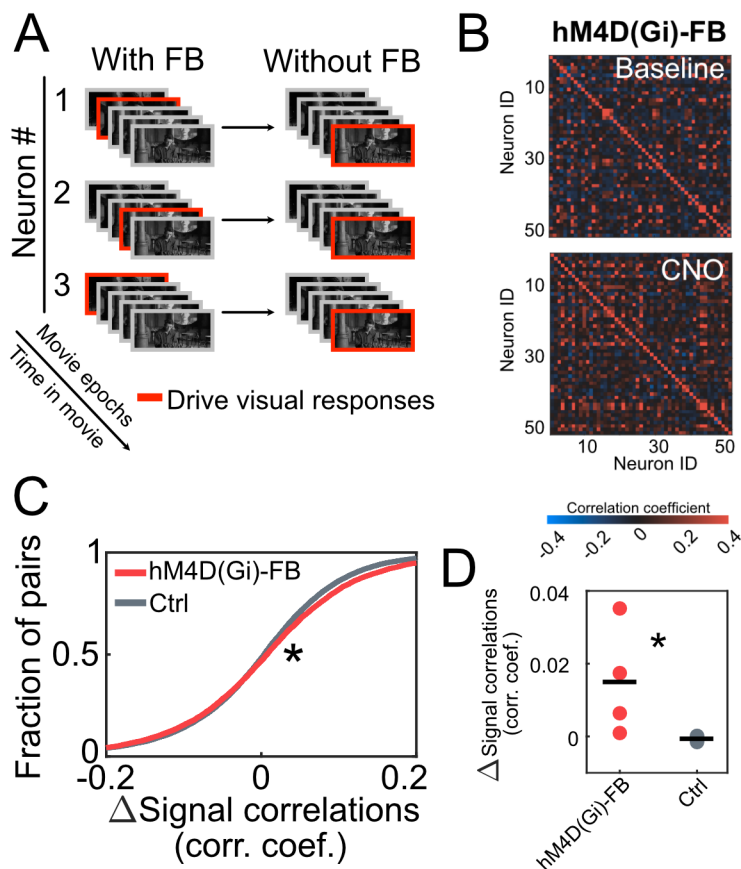 A
With FB
Without FB
Neuron #
1
2
3
Movie epochs
Time in movie
Drive visual responses
B
hM4D(Gi)-FB
Baseline
Neuron ID
10
30
50
CNO
Neuron ID
10
30
50
10 30 50
Neuron ID
Correlation coefficient
-0.4 -0.2 0 0.2 0.4
C
Fraction of pairs
1
0.5
0
hM4D(Gi)-FB
Ctrl
*
-0.2 0 0.2
ΔSignal correlations
(corr. coef.)
D
ΔSignal correlations
(corr. coef.)
0.04
0.02
0
*
hM4D(Gi)-FB
Ctrl